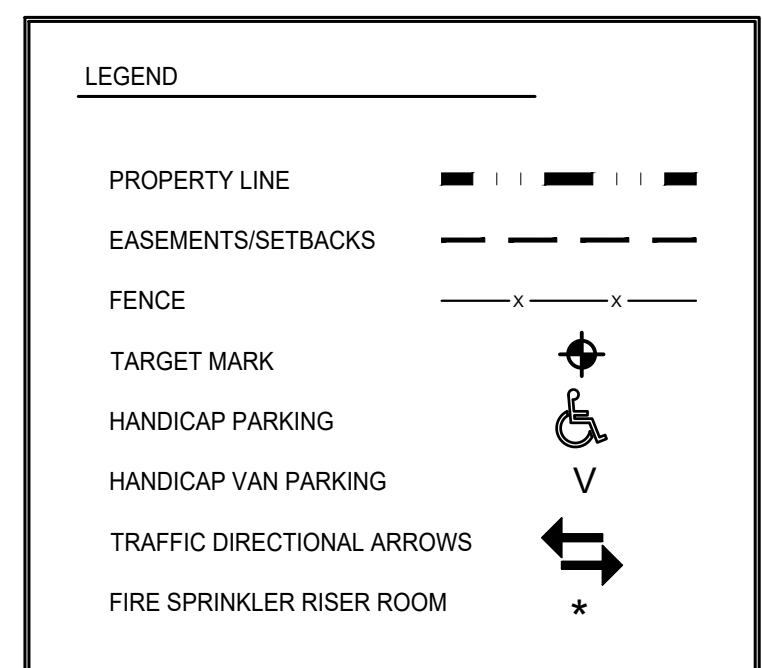 LEGEND
PROPERTY LINE
EASEMENTS/SETBACKS
FENCE X X
TARGET MARK
HANDICAP PARKING
HANDICAP VAN PARKING V
TRAFFIC DIRECTIONAL ARROWS
FIRE SPRINKLER RISER ROOM *